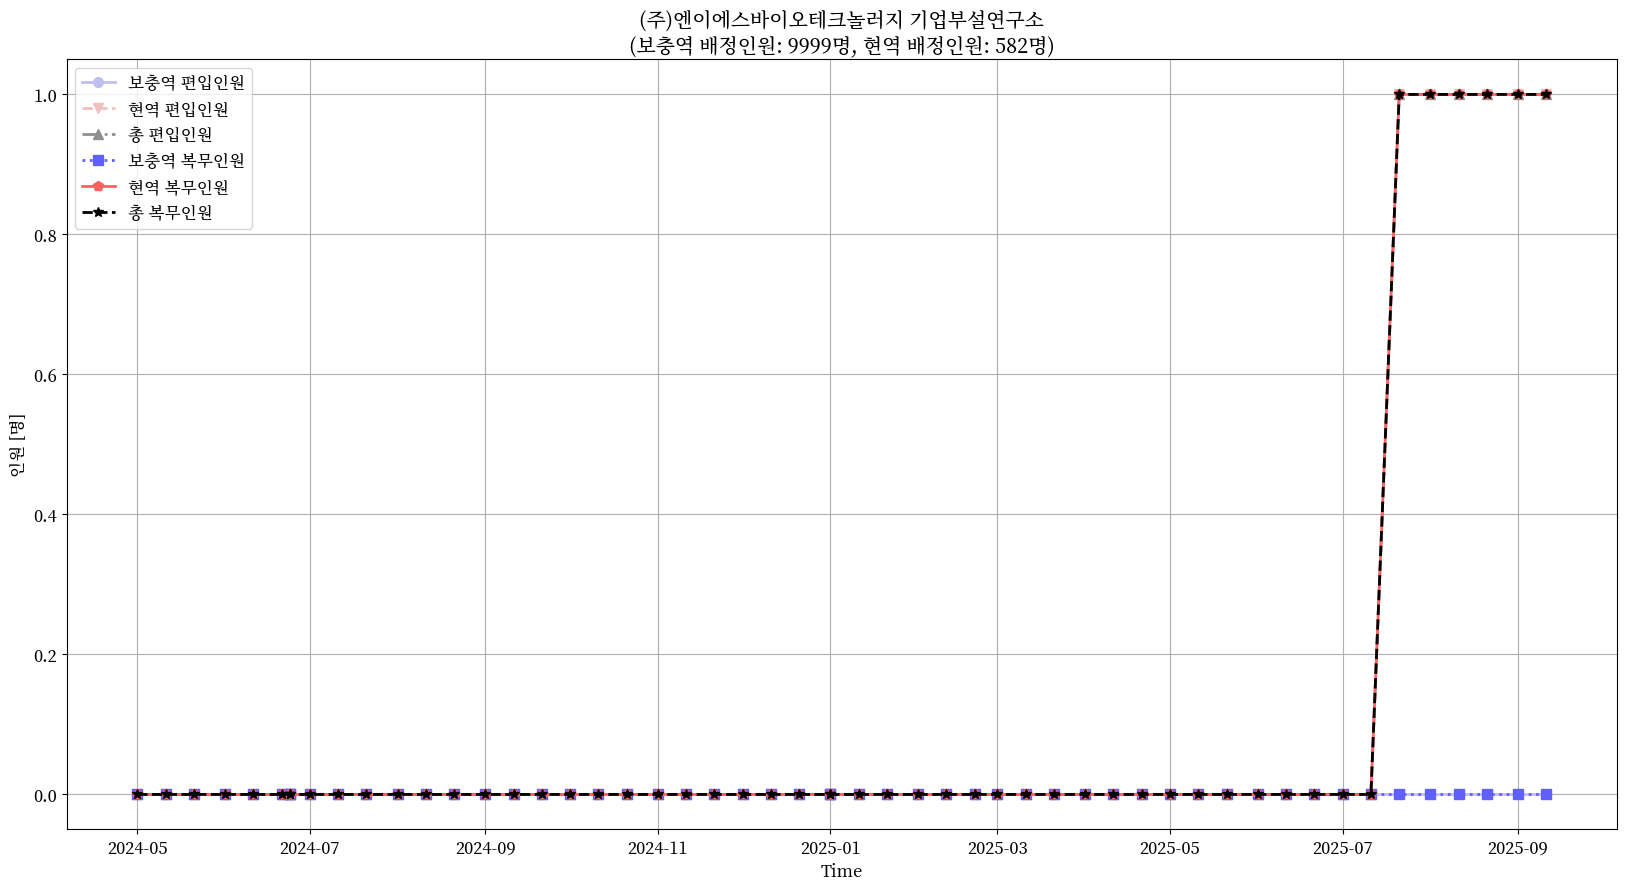 (주)엔이에스바이오테크놀러지 기업부설연구소
(보충역 배정인원: 9999명, 현역 배정인원: 582명)
보충역 편입인원
현역 편입인원
총 편입인원
보충역 복무인원
현역 복무인원
총 복무인원
인원 [명]
1.0
0.8
0.6
0.4
0.2
0.0
2024-05
2024-07
2024-09
2024-11
2025-01
2025-03
2025-05
2025-07
2025-09
Time